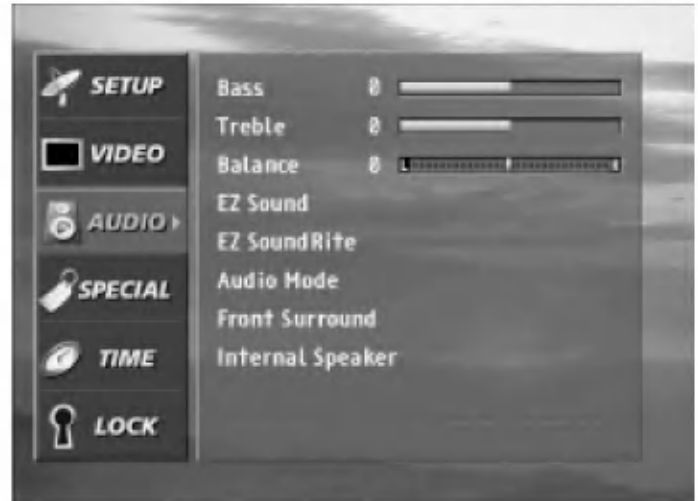 SETUP
VIDEO
AUDIO
SPECIAL
TIME
LOCK
Bass 0
Treble 0
Balance 0 L R
EZ Sound
EZ SoundRite
Audio Mode
Front Surround
Internal Speaker